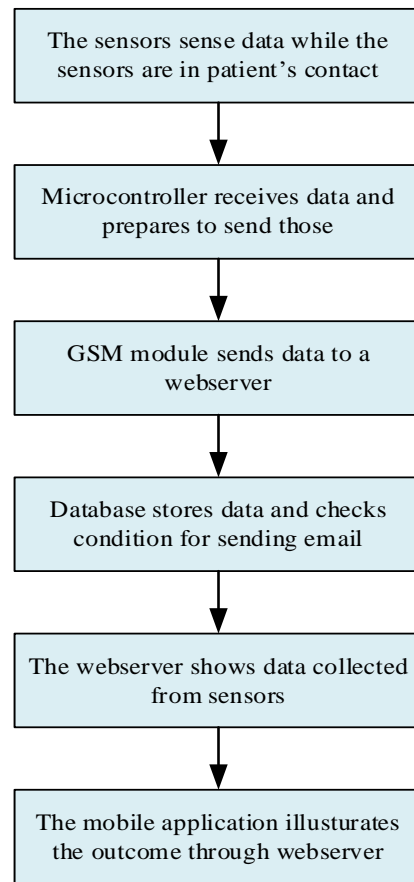 The sensors sense data while the
sensors are in patient's contact
Microcontroller receives data and
prepares to send those
GSM module sends data to a
webserver
Database stores data and checks
condition for sending email
The webserver shows data collected
from sensors
The mobile application illusturates
the outcome through webserver